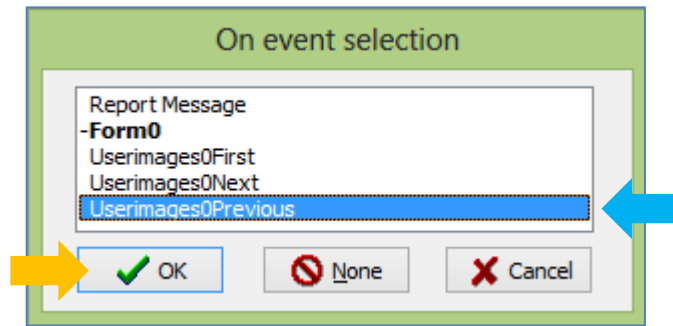 On event selection
Report Message
-Form0
Userimages0First
Userimages0Next
Userimages0Previous
OK
None
Cancel